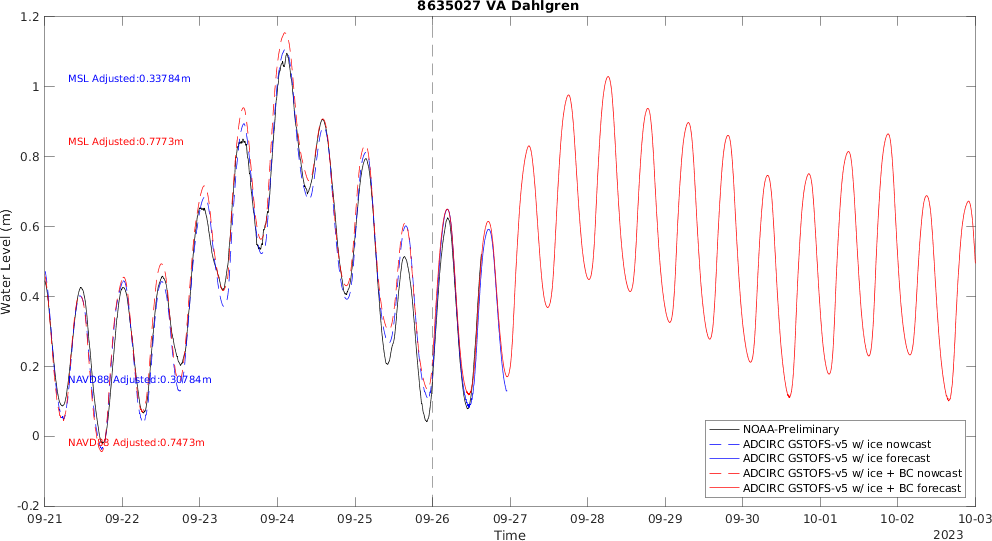 8635027 VA Dahlgren
1.2
1
0.8
0.6
0.4
0.2
0
-0.2
Water Level (m)
MSL Adjusted:0.33784m
MSL Adjusted:0.7773m
NAVD88 Adjusted:0.30784m
NAVD88 Adjusted:0.7473m
NOAA-Preliminary
ADCIRC GSTOFS-v5 w/ ice nowcast
ADCIRC GSTOFS-v5 w/ ice forecast
ADCIRC GSTOFS-v5 w/ ice + BC nowcast
ADCIRC GSTOFS-v5 w/ ice + BC forecast
09-21 09-22 09-23 09-24 09-25 09-26 09-27 09-28 09-29 09-30 10-01 10-02 10-03
Time
2023